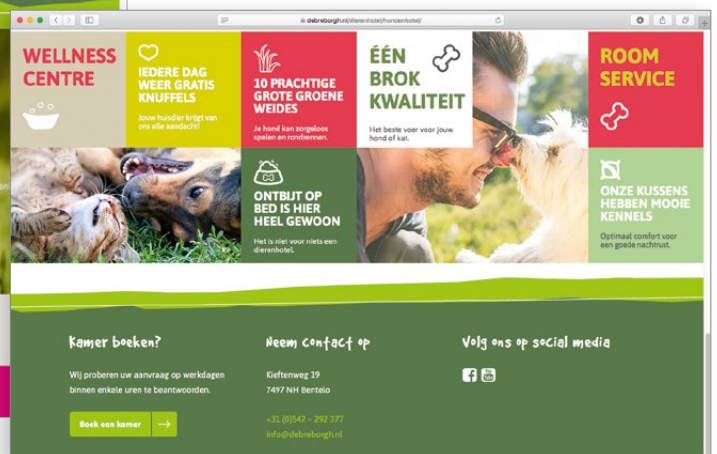 debreborgh.nl/dierenhotel/hondenhotel/
WELLNESS
CENTRE
IEDERE DAG
WEER GRATIS
KNUFFELS
Jouw huisdier krijgt van
ons alle aandacht!
10 PRACHTIGE
GROTE GROENE
WEIDES
Je hond kan zorgeloos
spelen en rondrennen.
ÉÉN
BROK
KWALITEIT
Het beste voer voor jouw
hond of kat.
ROOM
SERVICE
ONTBIJT OP
BED IS HIER
HEEL GEWOON
Het is niet voor niets een
dierenhotel.
ONZE KUSSENS
HEBBEN MOOIE
KENNELS
Optimaal comfort voor
een goede nachtrust.
Kamer boeken?
Wij proberen uw aanvraag op werkdagen
binnen enkele uren te beantwoorden.
Boek een kamer
Neem contact op
Kieftenweg 19
7497 NH Bentelo
+31 (0)547 – 292 377
info@debreborgh.nl
Volg ons op social media